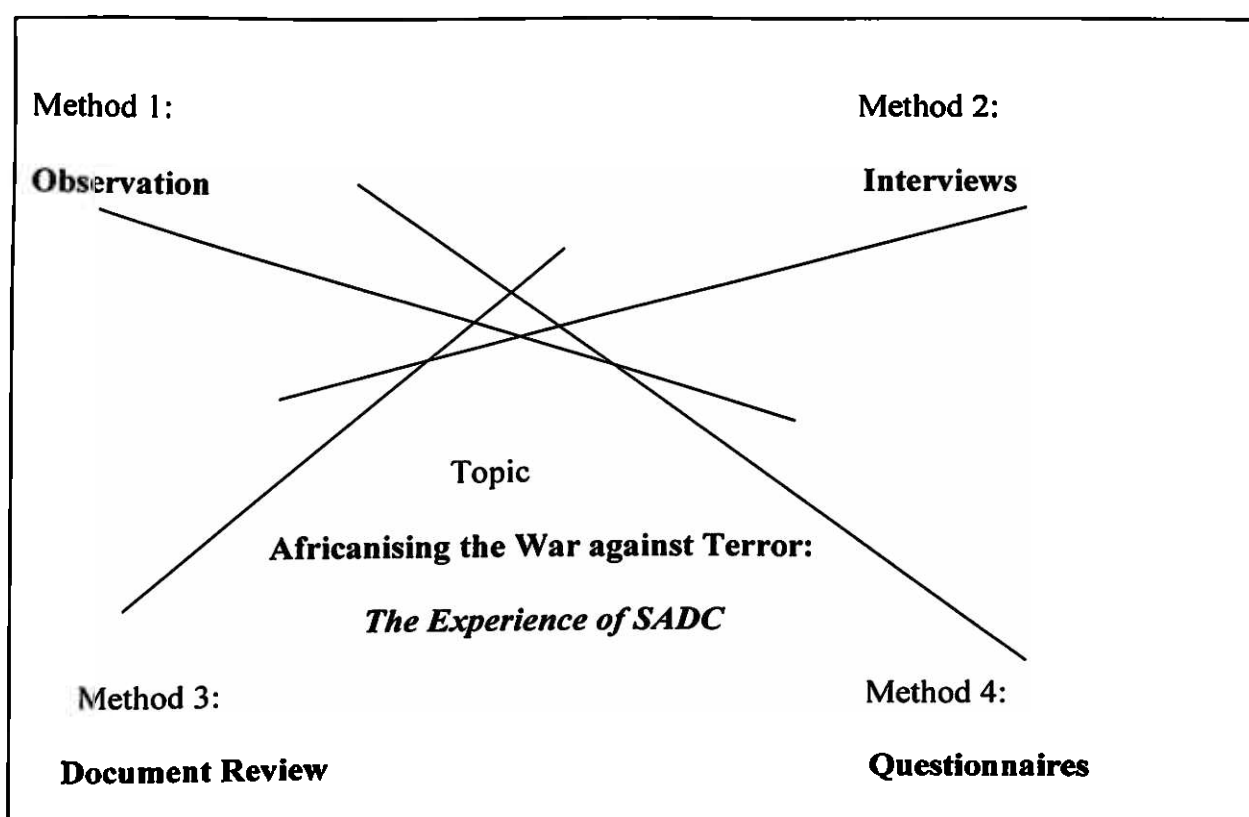 Method 1:
Method 2:
Observation
Interviews
Topic
Africanising the War against Terror:
The Experience of SADC
Method 3:
Method 4:
Document Review
Questionnaires